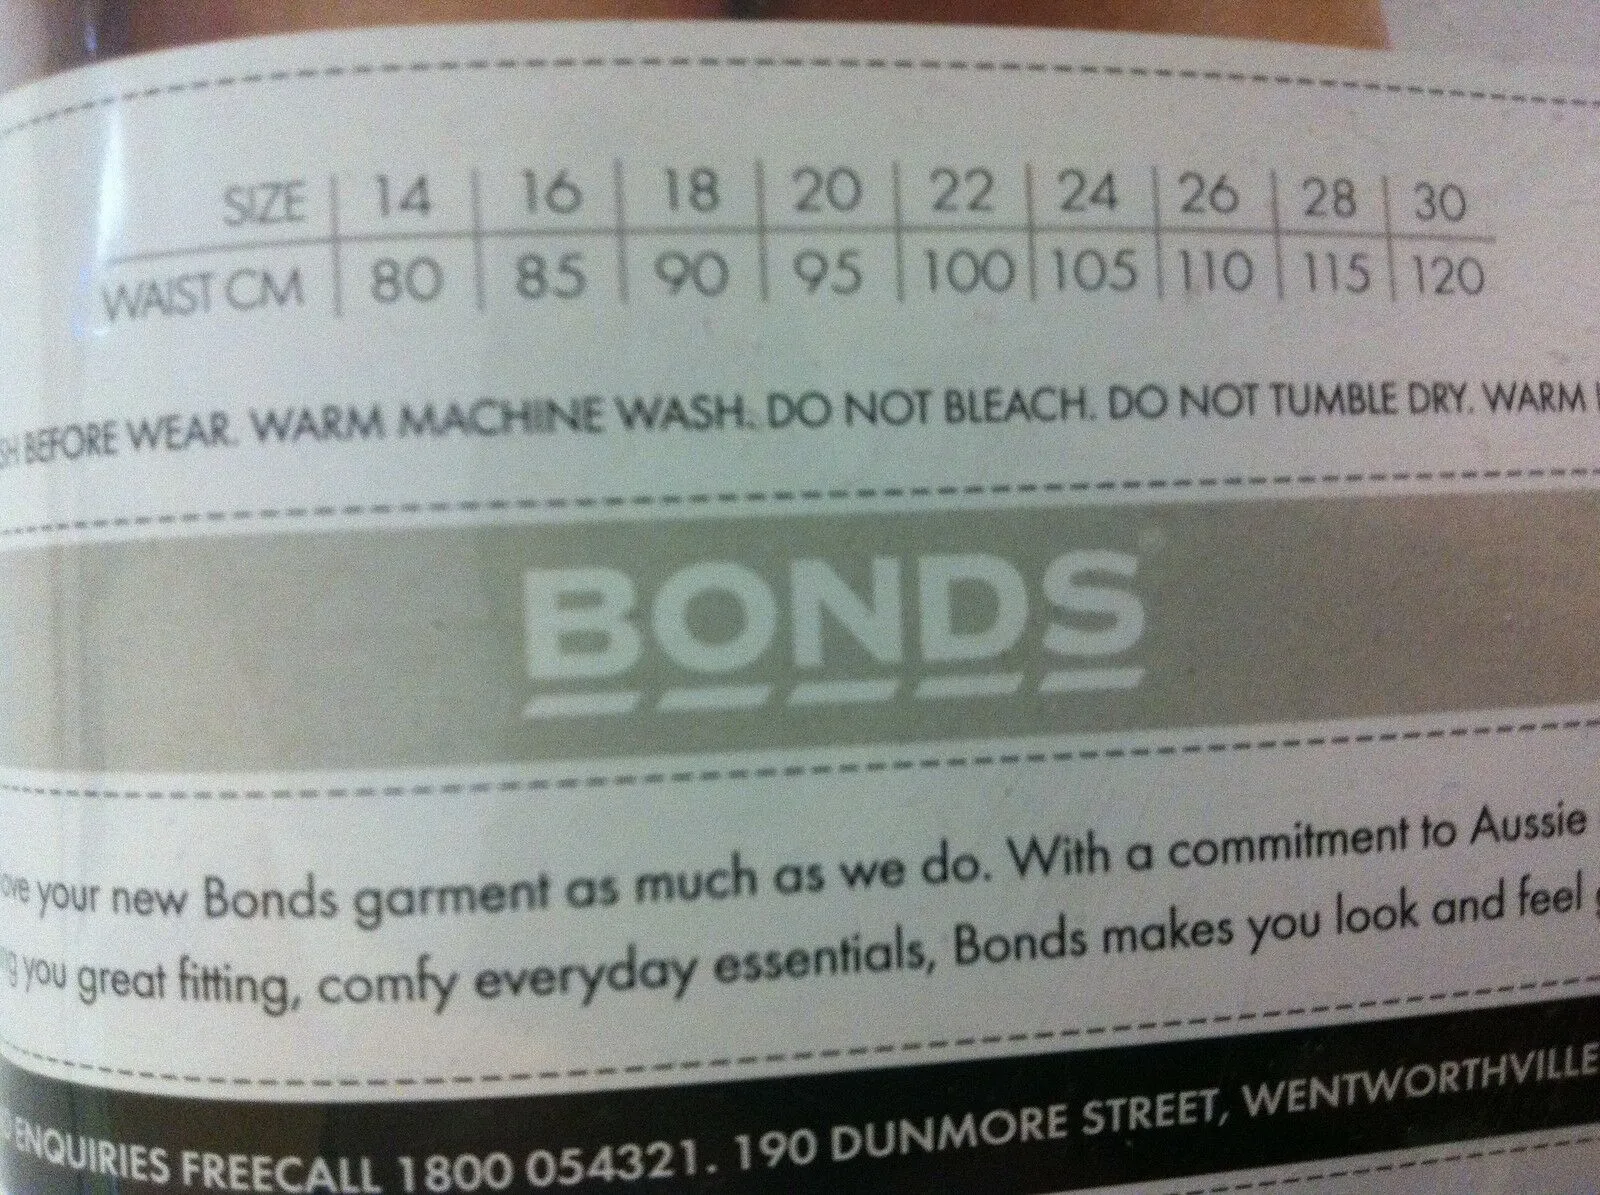 SIZE 14 16 18 20 22 24 26 28 30
WAIST CM 80 85 90 95 100 105 110 115 120
BEFORE WEAR. WARM MACHINE WASH. DO NOT BLEACH. DO NOT TUMBLE DRY. WARM
BONDS
your new Bonds garment as much as we do. With a commitment to Aussie
you great fitting, comfy everyday essentials, Bonds makes you look and feel
ENQUIRIES FREECALL 1800 054321. 190 DUNMORE STREET, WENTWORTHVILLE